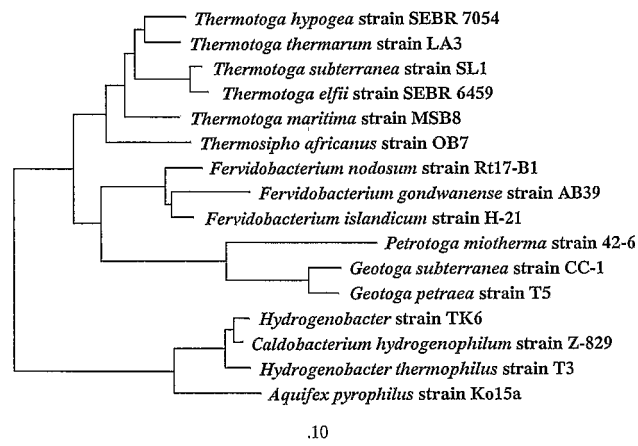 Thermotoga hypogea strain SEBR 7054
Thermotoga thermarum strain LA3
Thermotoga subterranea strain SL1
Thermotoga elfii strain SEBR 6459
Thermotoga maritima strain MSB8
Thermosipho africanus strain OB7
Fervidobacterium nodosum strain Rt17-B1
Fervidobacterium gondwanense strain AB39
Fervidobacterium islandicum strain H-21
Petrotoga miotherma strain 42-6
Geotoga subterranea strain CC-1
Geotoga petraea strain T5
Hydrogenobacter strain TK6
Caldobacterium hydrogenophilum strain Z-829
Hydrogenobacter thermophilus strain T3
Aquifex pyrophilus strain Ko15a
.10